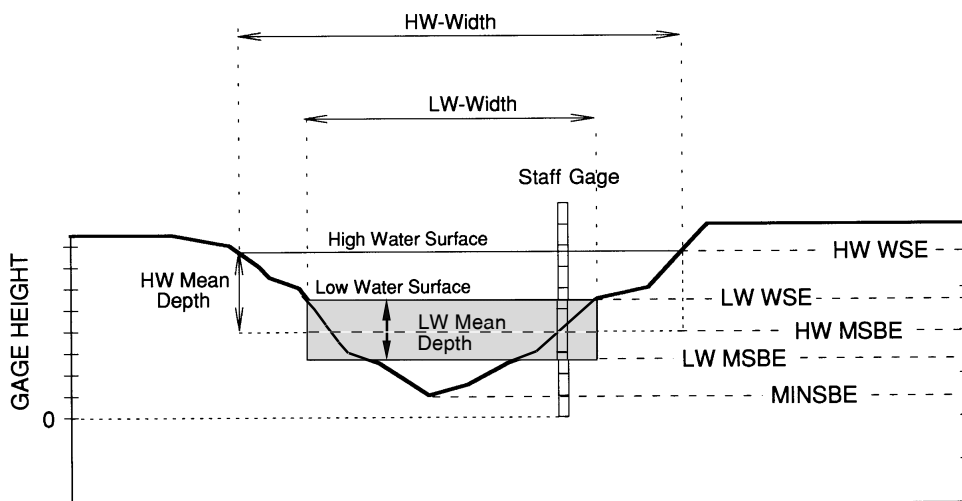 HW-Width
LW-Width
Staff Gage
High Water Surface
HW WSE
HW Mean
Depth
Low Water Surface
LW WSE
LW Mean
Depth
HW MSBE
LW MSBE
MINSBE
GAGE HEIGHT
0